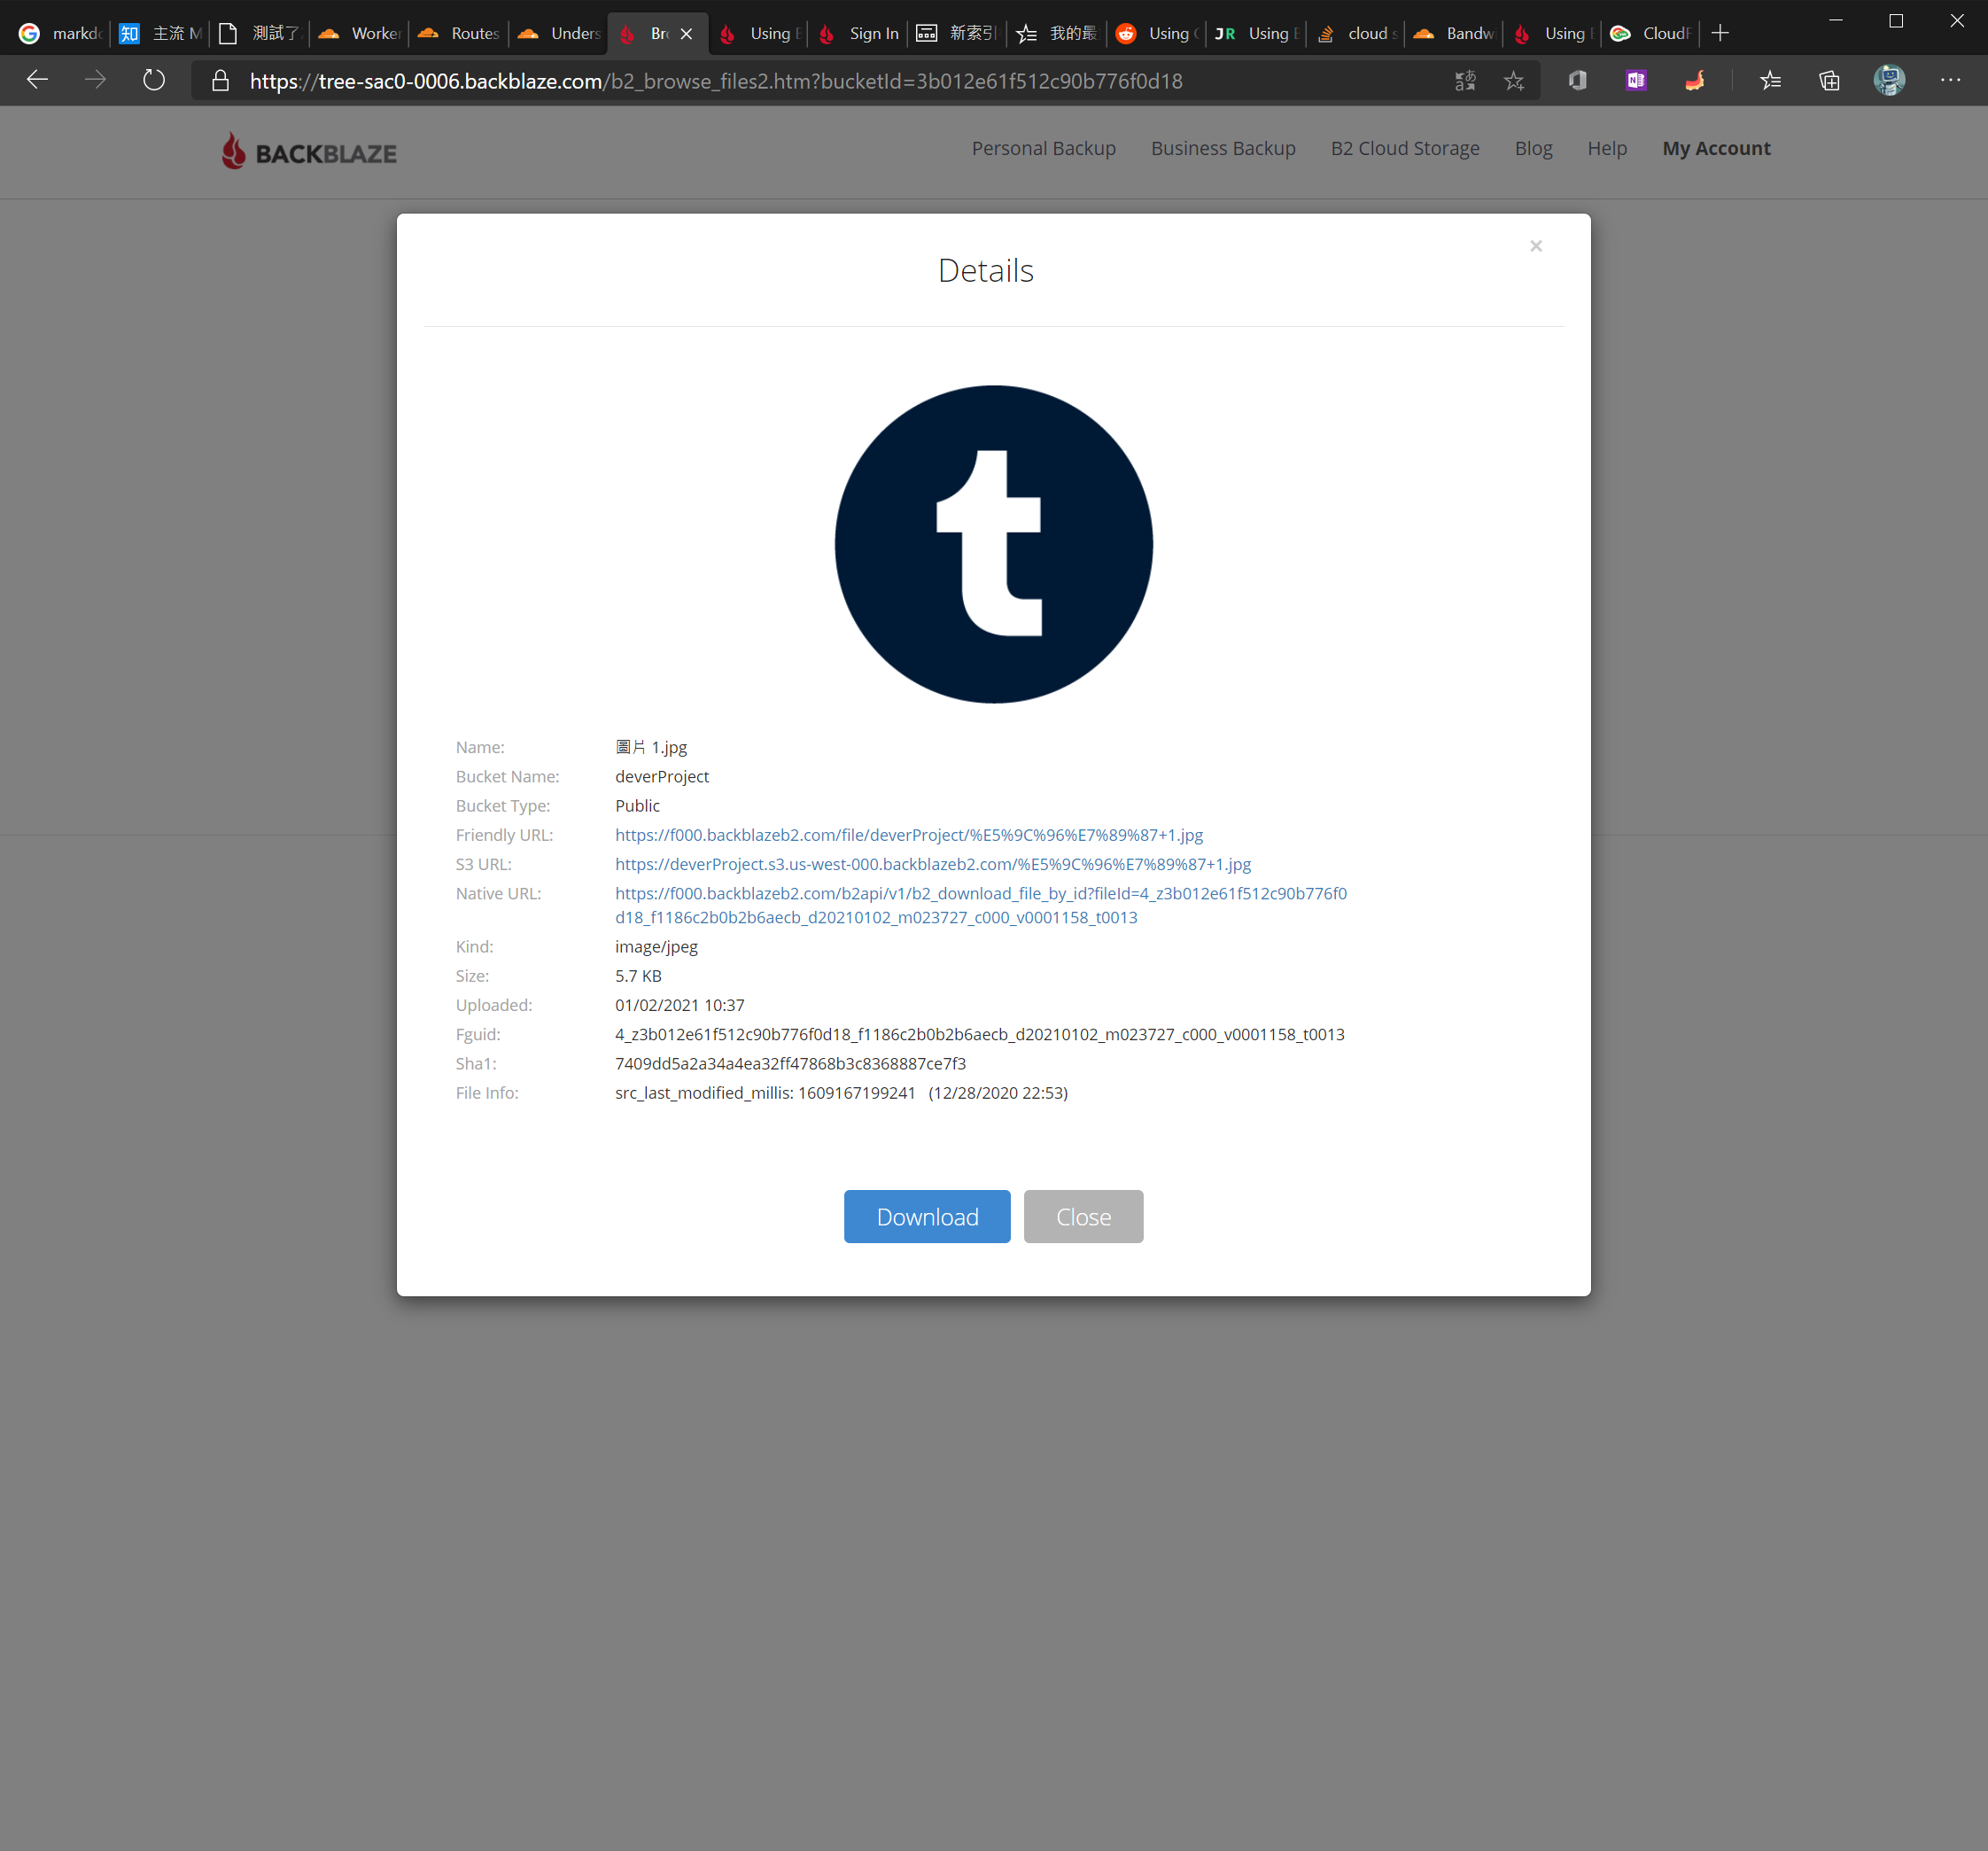 markdo
知 主流 M
測試了
Worker
Routes
Unders
Bro
Using B
Sign In
新索引
我的最
Using C
JR Using B
cloud s
Bandw
Using B
CloudF
https://tree-sac0-0006.backblaze.com/b2_browse_files2.htm?bucketId=3b012e61f512c90b776f0d18
BACKBLAZE
Personal Backup Business Backup B2 Cloud Storage Blog Help My Account
Details
t
Name: 圖片 1.jpg
Bucket Name: deverProject
Bucket Type: Public
Friendly URL: https://f000.backblazeb2.com/file/deverProject/%E5%9C%96%E7%89%87+1.jpg
S3 URL: https://deverProject.s3.us-west-000.backblazeb2.com/%E5%9C%96%E7%89%87+1.jpg
Native URL: https://f000.backblazeb2.com/b2api/v1/b2_download_file_by_id?fileId=4_z3b012e61f512c90b776f0
d18_f1186c2b0b2b6aecb_d20210102_m023727_c000_v0001158_t0013
Kind: image/jpeg
Size: 5.7 KB
Uploaded: 01/02/2021 10:37
Fguid: 4_z3b012e61f512c90b776f0d18_f1186c2b0b2b6aecb_d20210102_m023727_c000_v0001158_t0013
Sha1: 7409dd5a2a34a4ea32ff47868b3c8368887ce7f3
File Info: src_last_modified_millis: 1609167199241 (12/28/2020 22:53)
Download Close